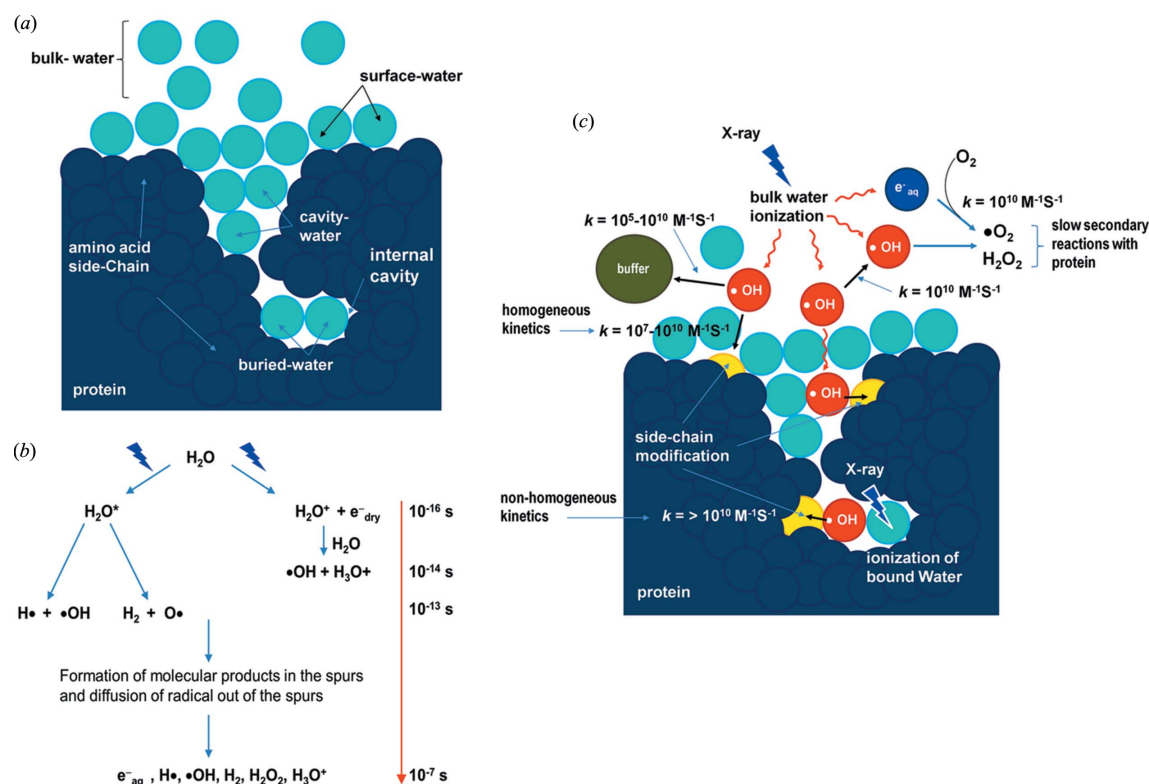 (a)
bulk- water
surface-water
cavity-
water
amino acid
side-Chain
internal
cavity
buried-water
protein
(b)
H₂O
H₂O*
H₂O⁺ + e⁻dry
10⁻¹⁶ s
H₂O
●OH + H₃O+
10⁻¹⁴ s
H● + ●OH
H₂ + O●
10⁻¹³ s
Formation of molecular products in the spurs
and diffusion of radical out of the spurs
e⁻aq , H●, ●OH, H₂, H₂O₂, H₃O⁺
10⁻⁷ s
(c)
X-ray
O₂
bulk water
ionization
e⁻aq
k = 10¹⁰ M⁻¹S⁻¹
k = 10⁵-10¹⁰ M⁻¹S⁻¹
●O₂
H₂O₂
slow secondary
reactions with
protein
● OH
buffer
● OH
● OH
k = 10¹⁰ M⁻¹S⁻¹
homogeneous
kinetics
k = 10⁷-10¹⁰ M⁻¹S⁻¹
● OH
side-chain
modification
X-ray
non-homogeneous
kinetics
k = > 10¹⁰ M⁻¹S⁻¹
●OH
ionization of
bound Water
protein